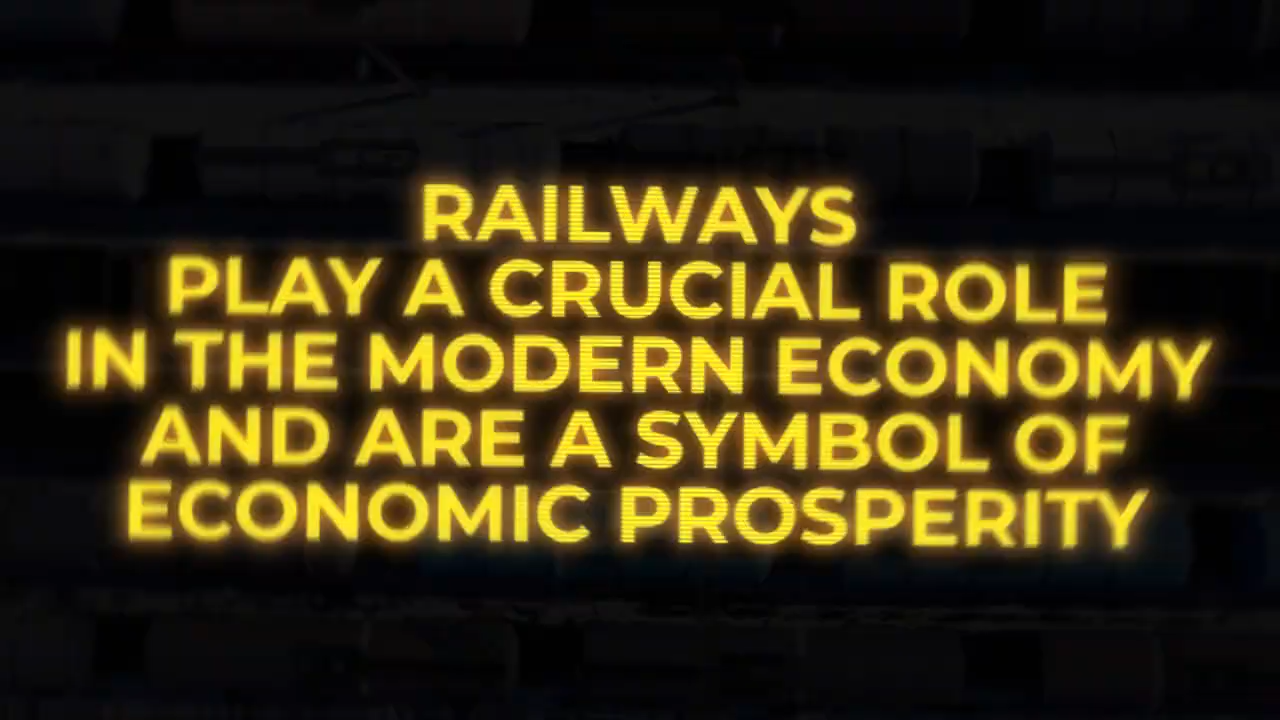 RAILWAYS
PLAY A CRUCIAL ROLE
IN THE MODERN ECONOMY
AND ARE A SYMBOL OF
ECONOMIC PROSPERITY